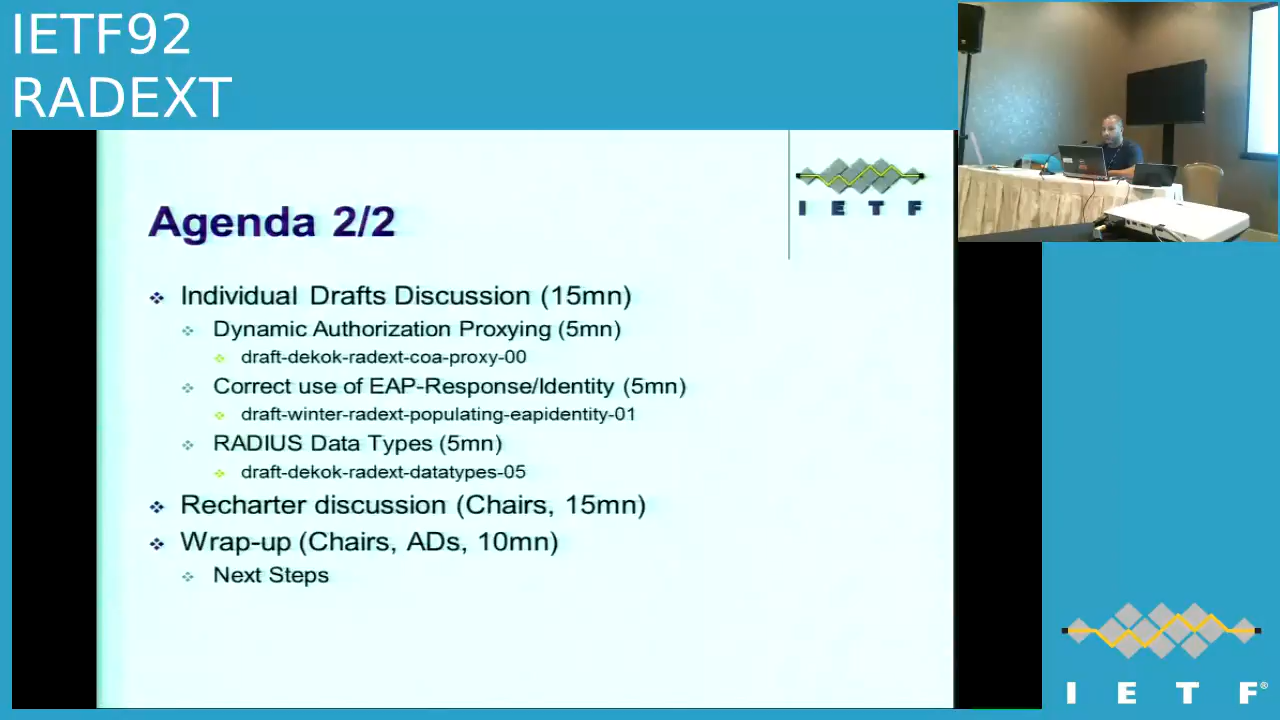 IETF92
RADEXT
I E T F
Agenda 2/2
Individual Drafts Discussion (15mn)
Dynamic Authorization Proxying (5mn)
draft-dekok-radext-coa-proxy-00
Correct use of EAP-Response/Identity (5mn)
draft-winter-radext-populating-eapidentity-01
RADIUS Data Types (5mn)
draft-dekok-radext-datatypes-05
Recharter discussion (Chairs, 15mn)
Wrap-up (Chairs, ADs, 10mn)
Next Steps
I E T F®